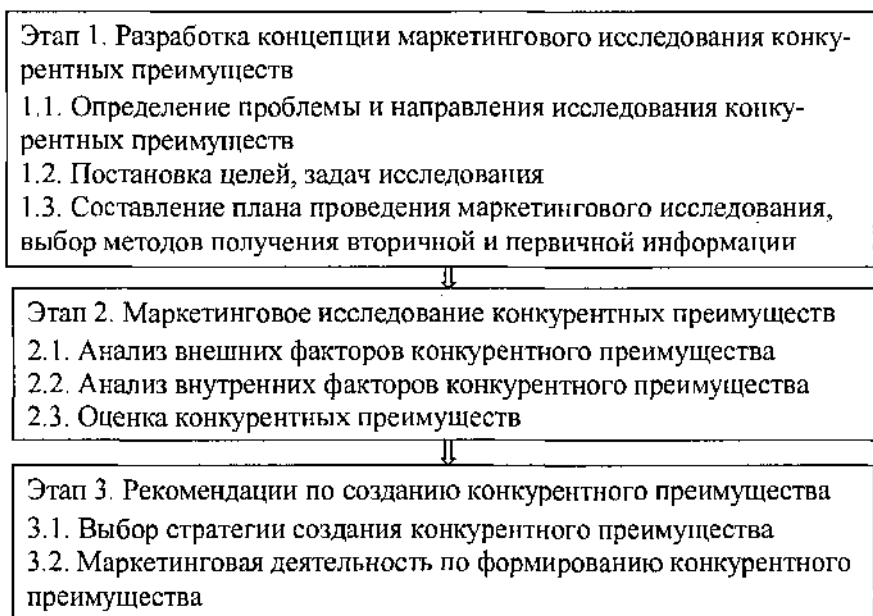 Этап 1. Разработка концепции маркетингового исследования конку-
рентных преимуществ
1.1. Определение проблемы и направления исследования конку-
рентных преимуществ
1.2. Постановка целей, задач исследования
1.3. Составление плана проведения маркетингового исследования,
выбор методов получения вторичной и первичной информации
Этап 2. Маркетинговое исследование конкурентных преимуществ
2.1. Анализ внешних факторов конкурентного преимущества
2.2. Анализ внутренних факторов конкурентного преимущества
2.3. Оценка конкурентных преимуществ
Этап 3. Рекомендации по созданию конкурентного преимущества
3.1. Выбор стратегии создания конкурентного преимущества
3.2. Маркетинговая деятельность по формированию конкурентного
преимущества